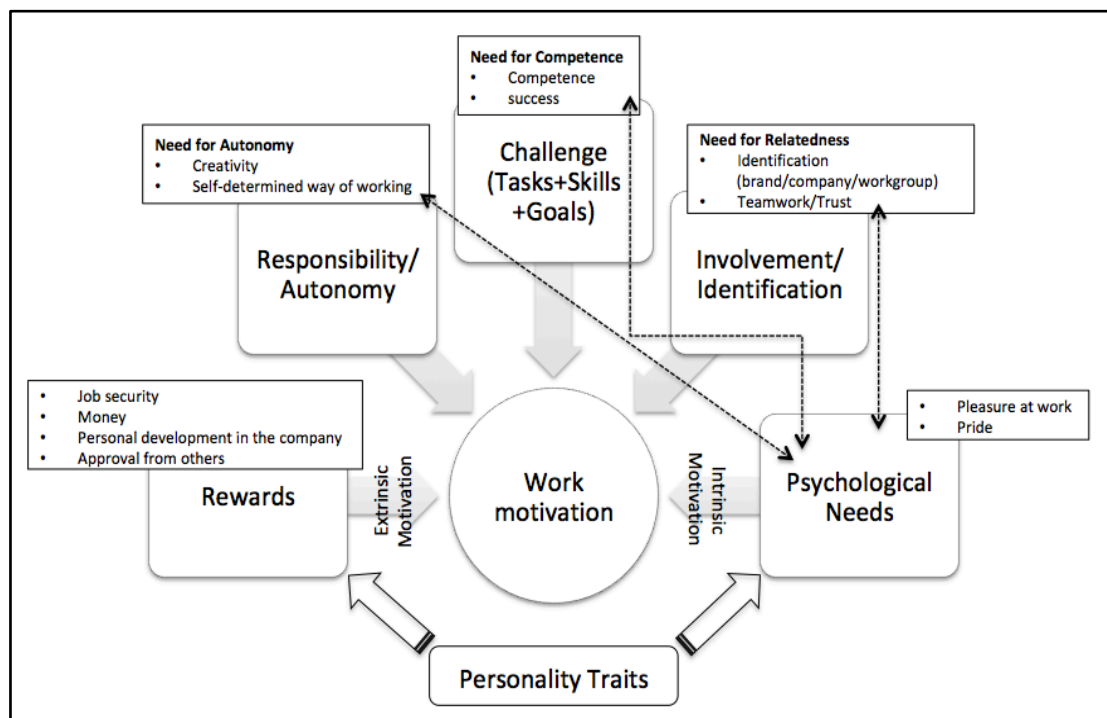 Need for Competence
• Competence
• success
Challenge
(Tasks+Skills
+Goals)
Need for Autonomy
• Creativity
• Self-determined way of working
Responsibility/
Autonomy
Need for Relatedness
• Identification
(brand/company/workgroup)
• Teamwork/Trust
Involvement/
Identification
• Job security
• Money
• Personal development in the company
• Approval from others
Rewards
Extrinsic
Motivation
Work
motivation
Intrinsic
Motivation
• Pleasure at work
• Pride
Psychological
Needs
Personality Traits